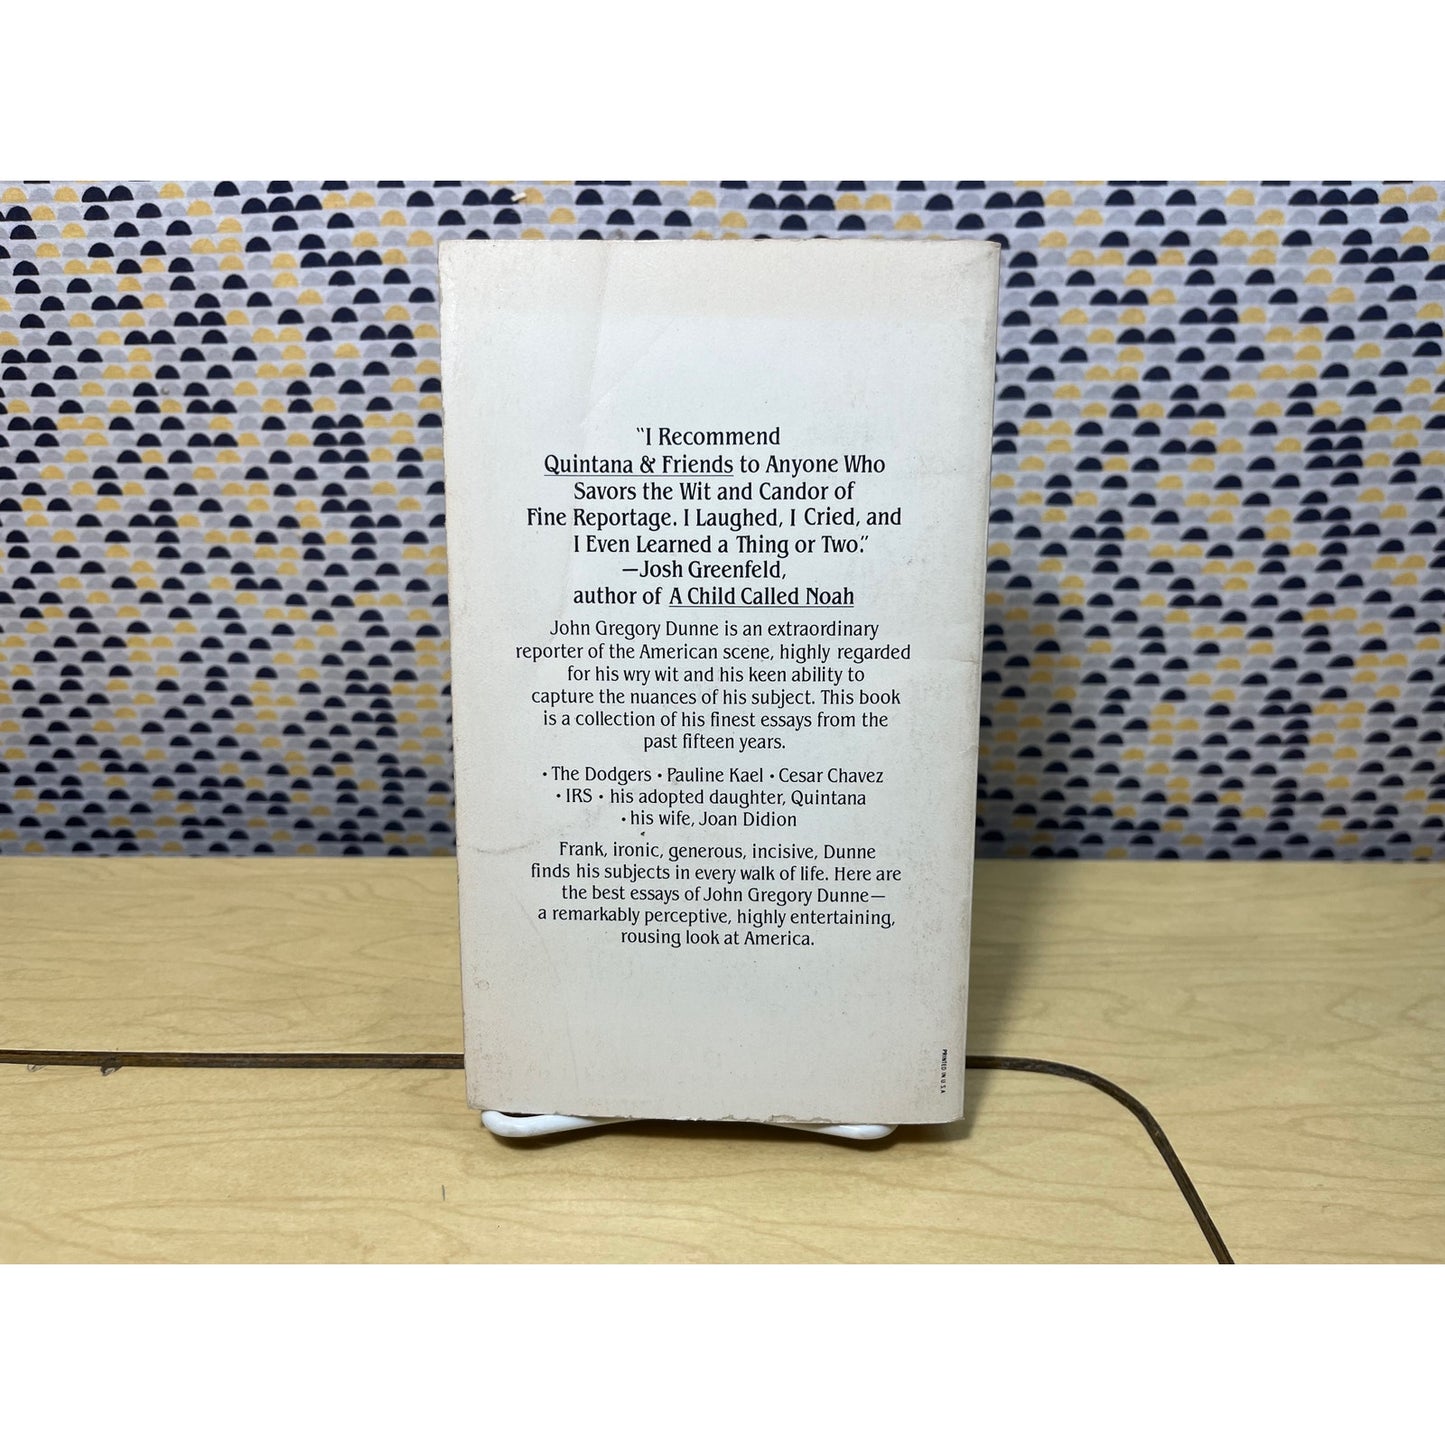 "I Recommend
Quintana & Friends to Anyone Who
Savors the Wit and Candor of
Fine Reportage. I Laughed, I Cried, and
I Even Learned a Thing or Two."
—Josh Greenfeld,
author of A Child Called Noah
John Gregory Dunne is an extraordinary
reporter of the American scene, highly regarded
for his wry wit and his keen ability to
capture the nuances of his subject. This book
is a collection of his finest essays from the
past fifteen years.
• The Dodgers • Pauline Kael • Cesar Chavez
• IRS • his adopted daughter, Quintana
• his wife, Joan Didion
Frank, ironic, generous, incisive, Dunne
finds his subjects in every walk of life. Here are
the best essays of John Gregory Dunne—
a remarkably perceptive, highly entertaining,
rousing look at America.
PRINTED IN U.S.A